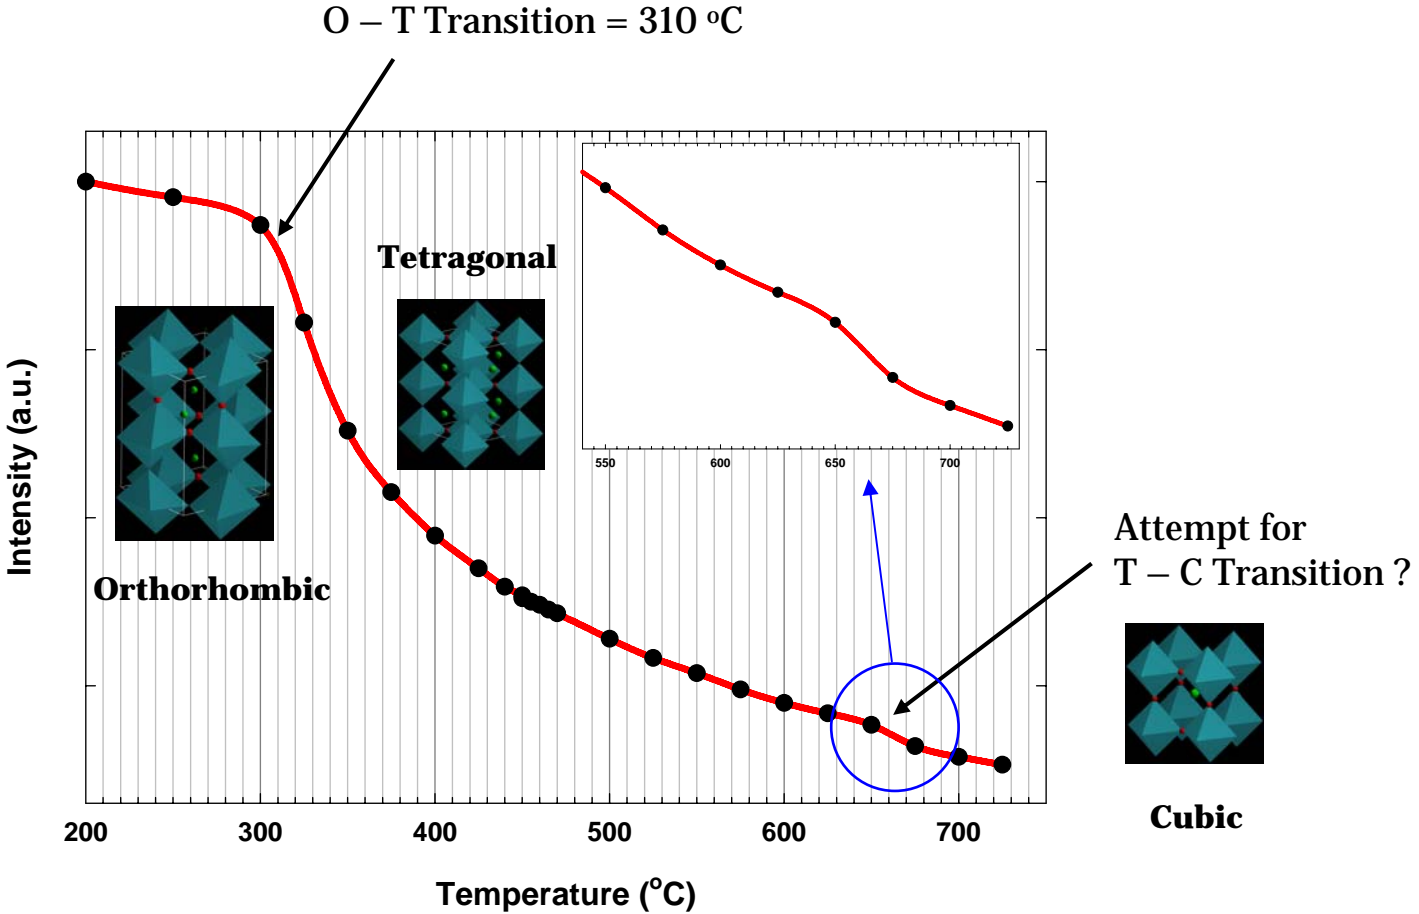 O – T Transition = 310 ºC
Tetragonal
550 600 650 700
Intensity (a.u.)
Attempt for
T – C Transition ?
Orthorhombic
Cubic
200 300 400 500 600 700
Temperature (ºC)